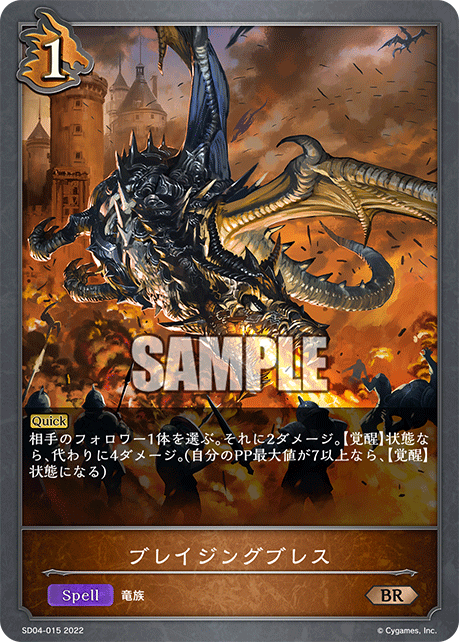 1
SAMPLE
Quick
相手のフォロワー1体を選ぶ。それに2ダメージ。【覚醒】状態な
ら、代わりに4ダメージ。(自分のPP最大値が7以上なら、【覚醒】
状態になる)
ブレイジングブレス
Spell 竜族 BR
SD04-015 2022 © Cygames, Inc.